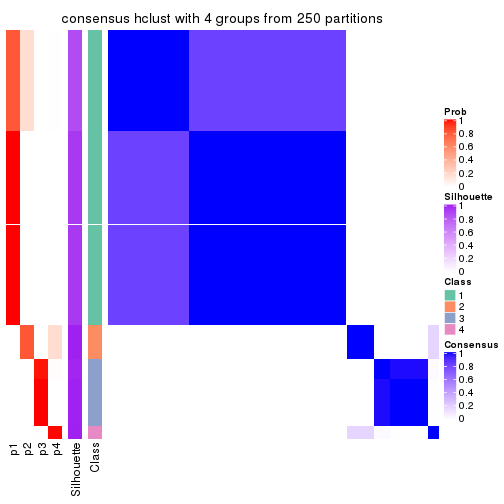 consensus hclust with 4 groups from 250 partitions
Prob
1
0.8
0.6
0.4
0.2
0
Silhouette
1
0.8
0.6
0.4
0.2
0
Class
1
2
3
4
Consensus
1
0.8
0.6
0.4
0.2
0
p1
p2
p3
p4
Silhouette
Class